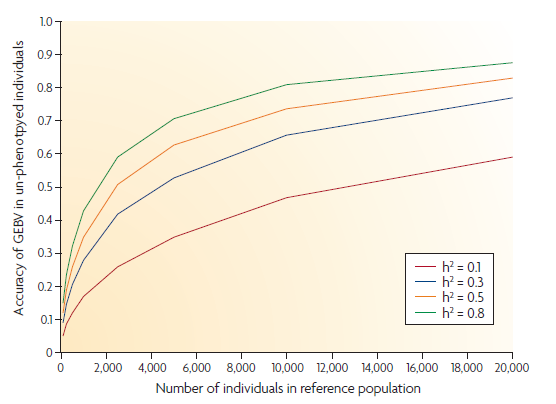 1.0
0.9
0.8
0.7
0.6
0.5
0.4
0.3
0.2
0.1
0
Accuracy of GEBV in un-phenotpyed individuals
h² = 0.1
h² = 0.3
h² = 0.5
h² = 0.8
0 2,000 4,000 6,000 8,000 10,000 12,000 14,000 16,000 18,000 20,000
Number of individuals in reference population